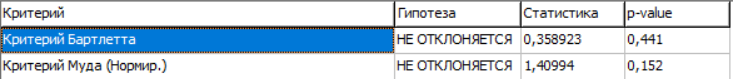 Критерий Гипотеза Статистика p-value
Критерий Бартлетта НЕ ОТКЛОНЯЕТСЯ 0,358923 0,441
Критерий Муда (Нормир.) НЕ ОТКЛОНЯЕТСЯ 1,40994 0,152